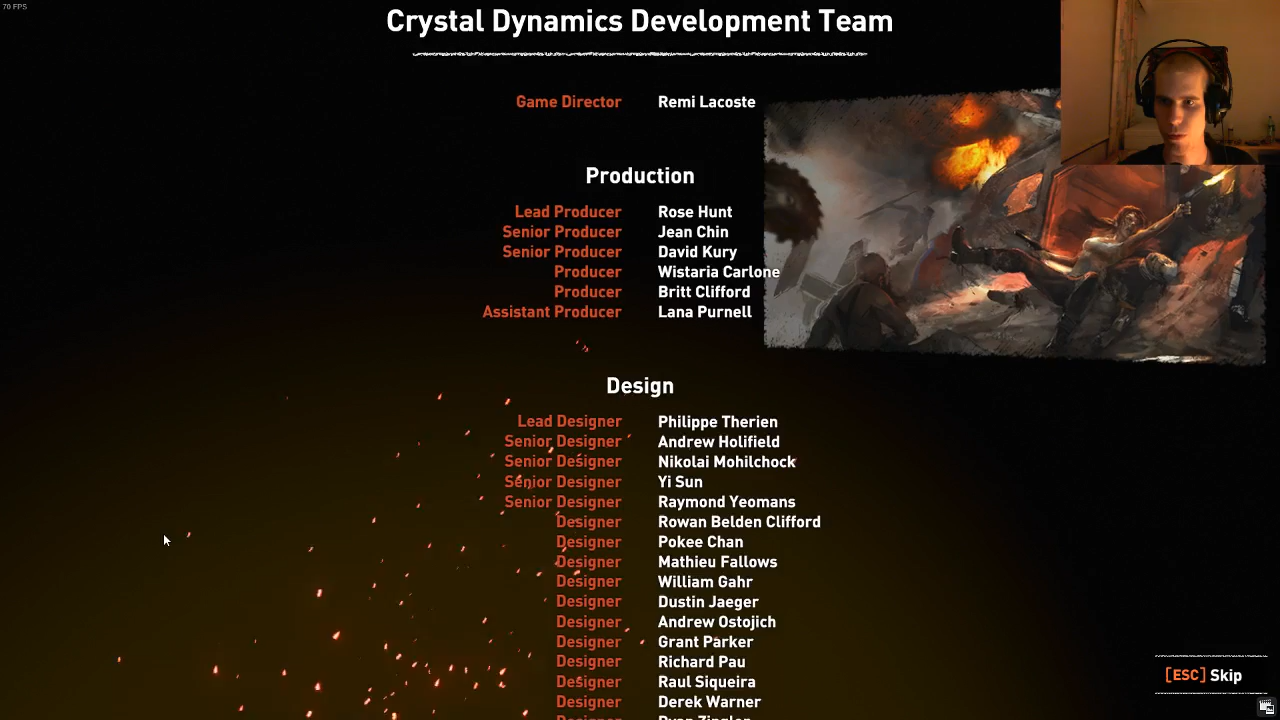 70 FPS
Crystal Dynamics Development Team
Game Director Remi Lacoste
Production
Lead Producer Rose Hunt
Senior Producer Jean Chin
Senior Producer David Kury
Producer Wistaria Carlone
Producer Britt Clifford
Assistant Producer Lana Purnell
Design
Lead Designer Philippe Therien
Senior Designer Andrew Holifield
Senior Designer Nikolai Mohilchock
Senior Designer Yi Sun
Senior Designer Raymond Yeomans
Designer Rowan Belden Clifford
Designer Pokee Chan
Designer Mathieu Fallows
Designer William Gahr
Designer Dustin Jaeger
Designer Andrew Ostojich
Designer Grant Parker
Designer Richard Pau
Designer Raul Siqueira
Designer Derek Warner
[ESC] Skip